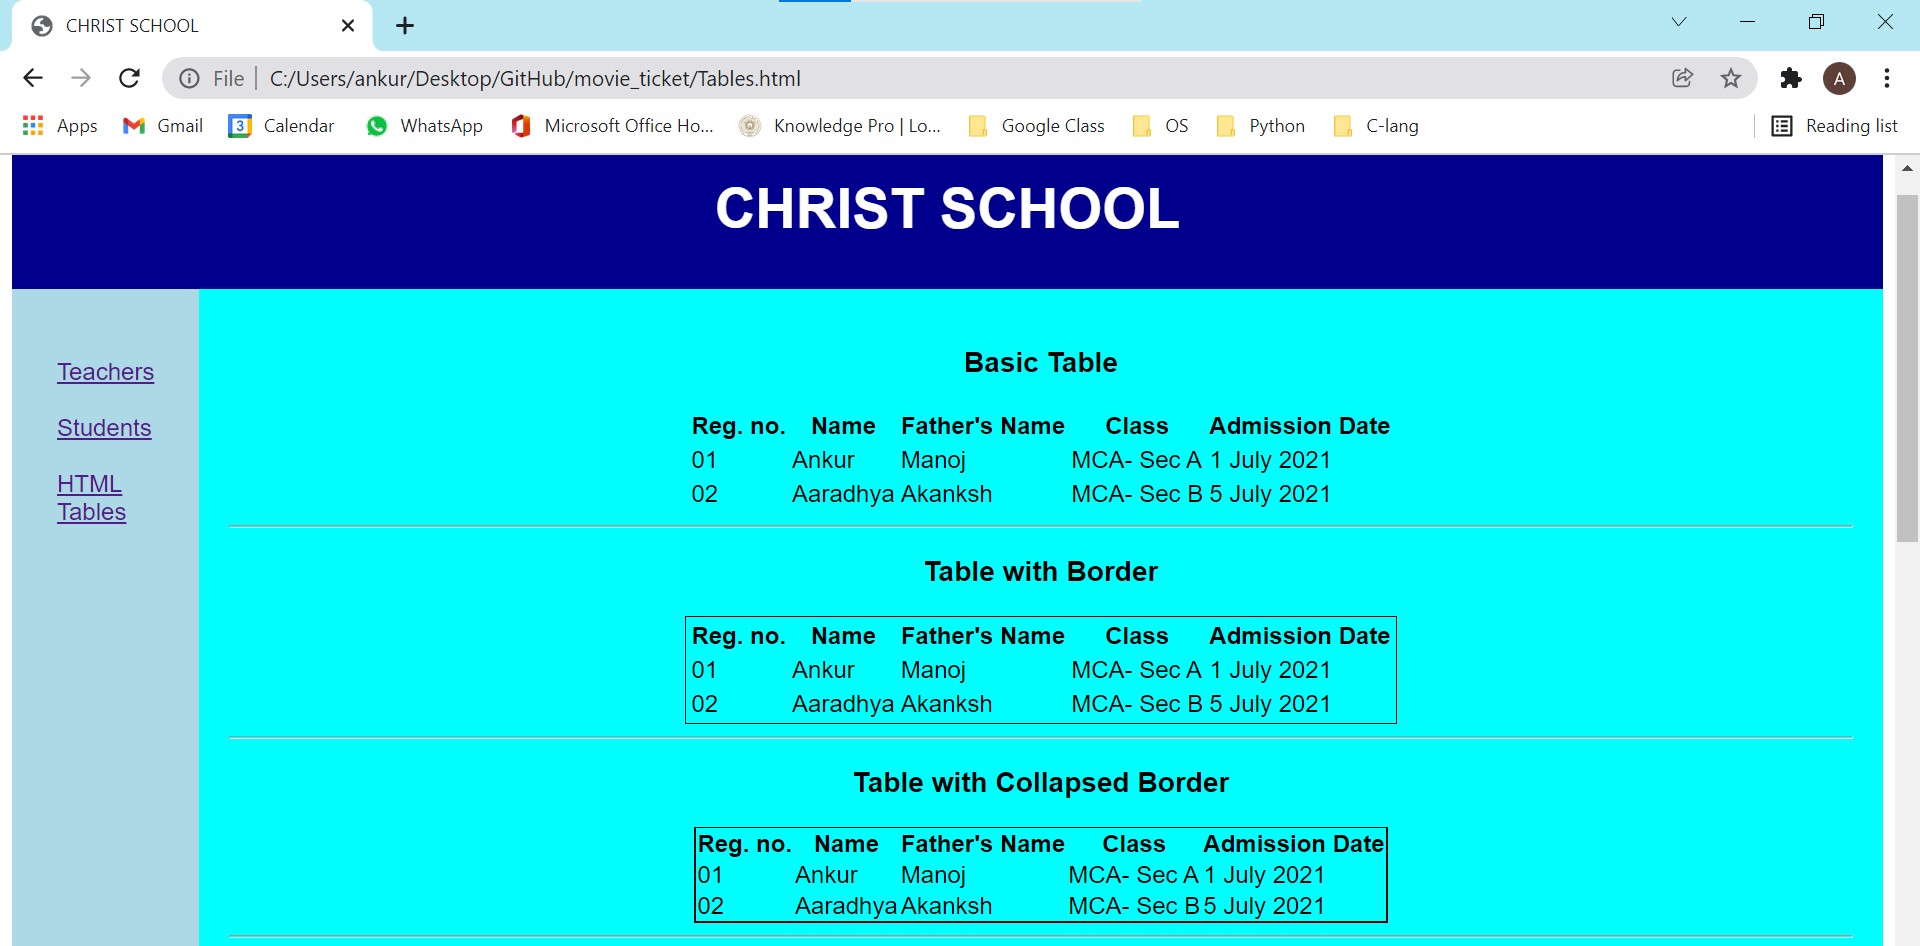 CHRIST SCHOOL
File C:/Users/ankur/Desktop/GitHub/movie_ticket/Tables.html A
Apps Gmail 3 Calendar WhatsApp Microsoft Office Ho... Knowledge Pro | Lo... Google Class OS Python C-lang Reading list
CHRIST SCHOOL
Teachers
Students
HTML
Tables
Basic Table
Reg. no. Name Father's Name Class Admission Date
01 Ankur Manoj MCA- Sec A 1 July 2021
02 Aaradhya Akanksh MCA- Sec B 5 July 2021
Table with Border
Reg. no. Name Father's Name Class Admission Date
01 Ankur Manoj MCA- Sec A 1 July 2021
02 Aaradhya Akanksh MCA- Sec B 5 July 2021
Table with Collapsed Border
Reg. no. Name Father's Name Class Admission Date
01 Ankur Manoj MCA- Sec A 1 July 2021
02 Aaradhya Akanksh MCA- Sec B 5 July 2021